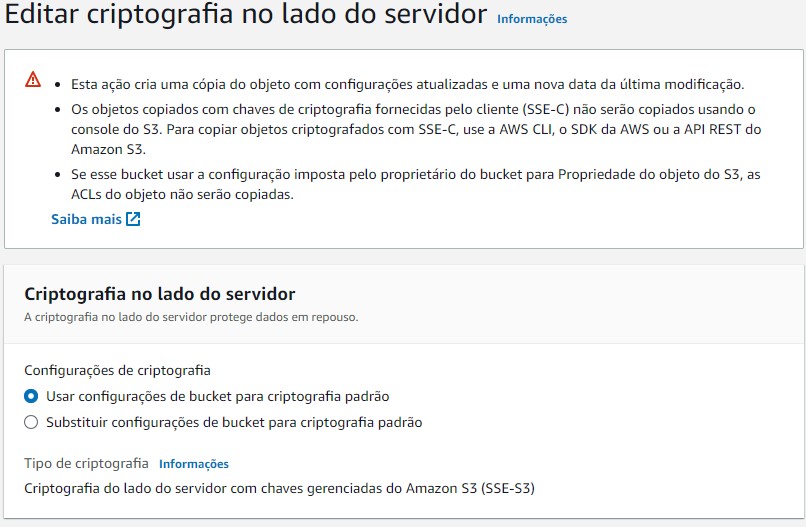 Editar criptografia no lado do servidor Informações
• Esta ação cria uma cópia do objeto com configurações atualizadas e uma nova data da última modificação.
• Os objetos copiados com chaves de criptografia fornecidas pelo cliente (SSE-C) não serão copiados usando o
console do S3. Para copiar objetos criptografados com SSE-C, use a AWS CLI, o SDK da AWS ou a API REST do
Amazon S3.
• Se esse bucket usar a configuração imposta pelo proprietário do bucket para Propriedade do objeto do S3, as
ACLs do objeto não serão copiadas.
Saiba mais
Criptografia no lado do servidor
A criptografia no lado do servidor protege dados em repouso.
Configurações de criptografia
Usar configurações de bucket para criptografia padrão
Substituir configurações de bucket para criptografia padrão
Tipo de criptografia Informações
Criptografia do lado do servidor com chaves gerenciadas do Amazon S3 (SSE-S3)